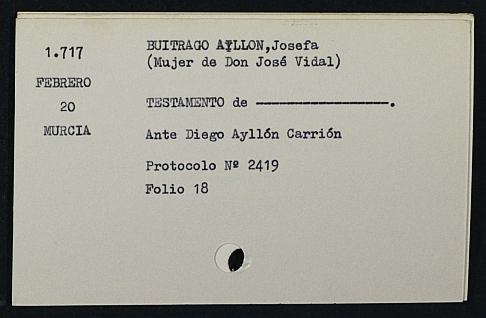 1.717
FEBRERO
20
MURCIA
BUITRAGO AYLLON,Josefa
(Mujer de Don José Vidal)
TESTAMENTO de --------------------.
Ante Diego Ayllón Carrión
Protocolo Nº 2419
Folio 18